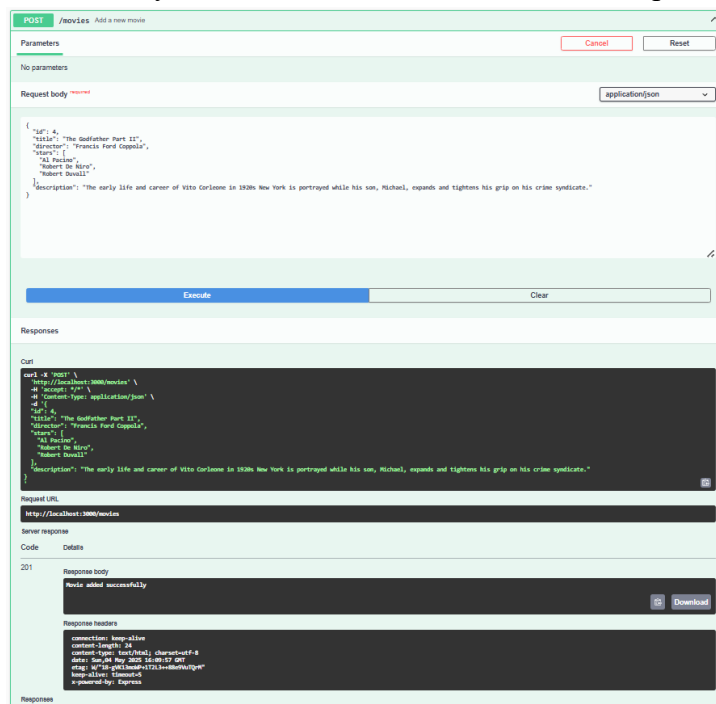 POST /movies Add a new movie
Parameters
Cancel Reset
No parameters
Request body required
application/json
{
"id": 4,
"title": "The Godfather Part II",
"director": "Francis Ford Coppola",
"stars": [
"Al Pacino",
"Robert De Niro",
"Robert Duvall"
],
"description": "The early life and career of Vito Corleone in 1920s New York is portrayed while his son, Michael, expands and tightens his grip on his crime syndicate."
}
Execute Clear
Responses
Curl
curl -X 'POST' \
'http://localhost:3000/movies' \
-H 'accept: */*' \
-H 'Content-Type: application/json' \
-d '{
"id": 4,
"title": "The Godfather Part II",
"director": "Francis Ford Coppola",
"stars": [
"Al Pacino",
"Robert De Niro",
"Robert Duvall"
],
"description": "The early life and career of Vito Corleone in 1920s New York is portrayed while his son, Michael, expands and tightens his grip on his crime syndicate."
}
'
Request URL
http://localhost:3000/movies
Server response
Code Details
201
Response body
Movie added successfully
Download
Response headers
connection: keep-alive
content-length: 24
content-type: text/html; charset=utf-8
date: Sun,04 May 2025 16:09:57 GMT
etag:
keep-alive: timeout=5
x-powered-by: Express
Responses